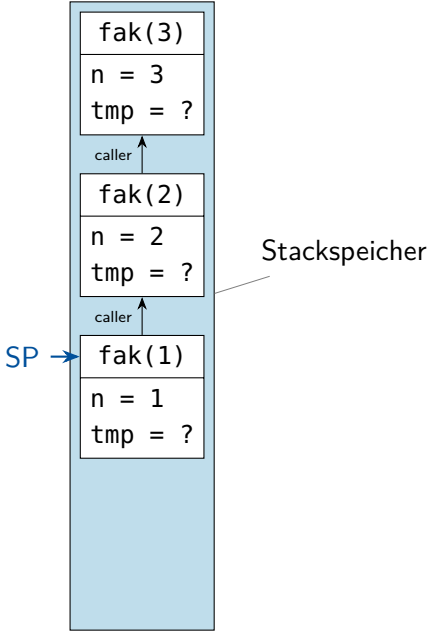 fak(3)
n = 3
tmp = ?
caller
fak(2)
n = 2
tmp = ?
Stackspeicher
caller
SP
fak(1)
n = 1
tmp = ?